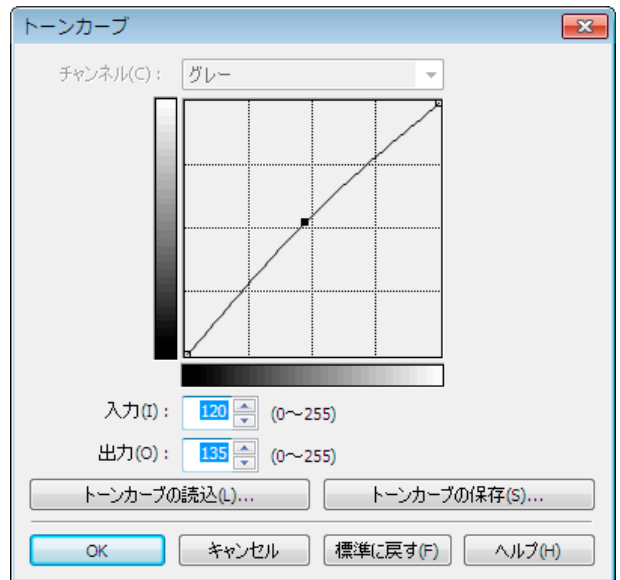 トーンカーブ
チャンネル(C)： グレー
入力(I)： 120 (0～255)
出力(O)： 135 (0～255)
トーンカーブの読込(L)... トーンカーブの保存(S)...
OK キャンセル 標準に戻す(F) ヘルプ(H)